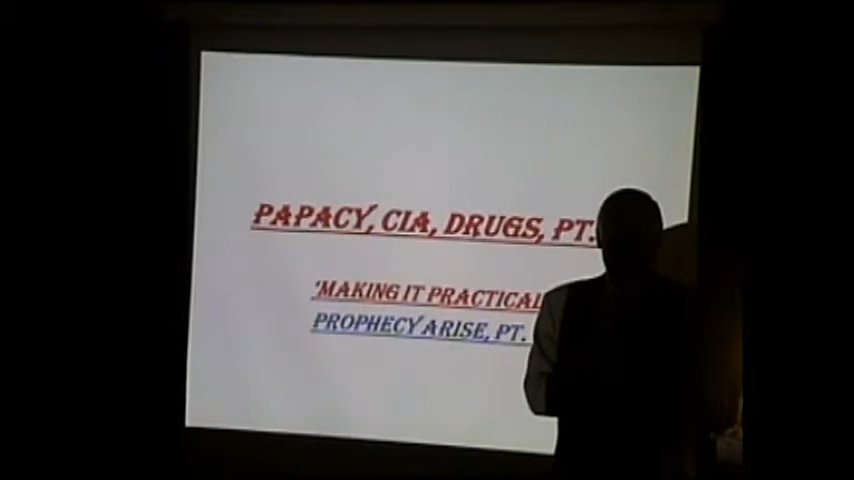 PAPACY, CIA, DRUGS, PT.
'MAKING IT PRACTICAL
PROPHECY ARISE, PT.